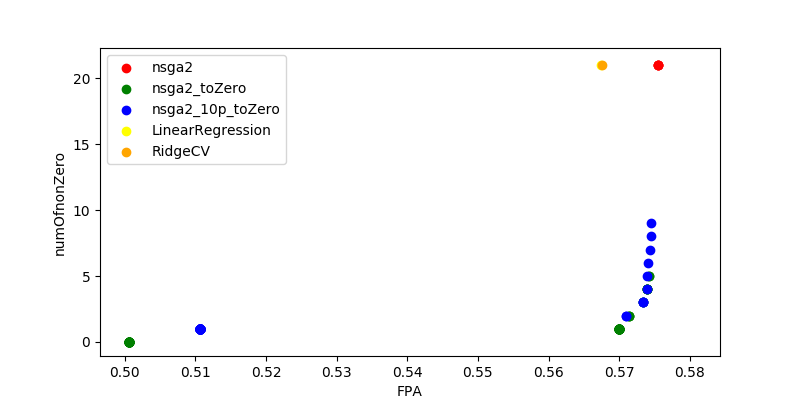 nsga2
nsga2_toZero
nsga2_10p_toZero
LinearRegression
RidgeCV
numOfnonZero
20
15
10
5
0
0.50 0.51 0.52 0.53 0.54 0.55 0.56 0.57 0.58
FPA